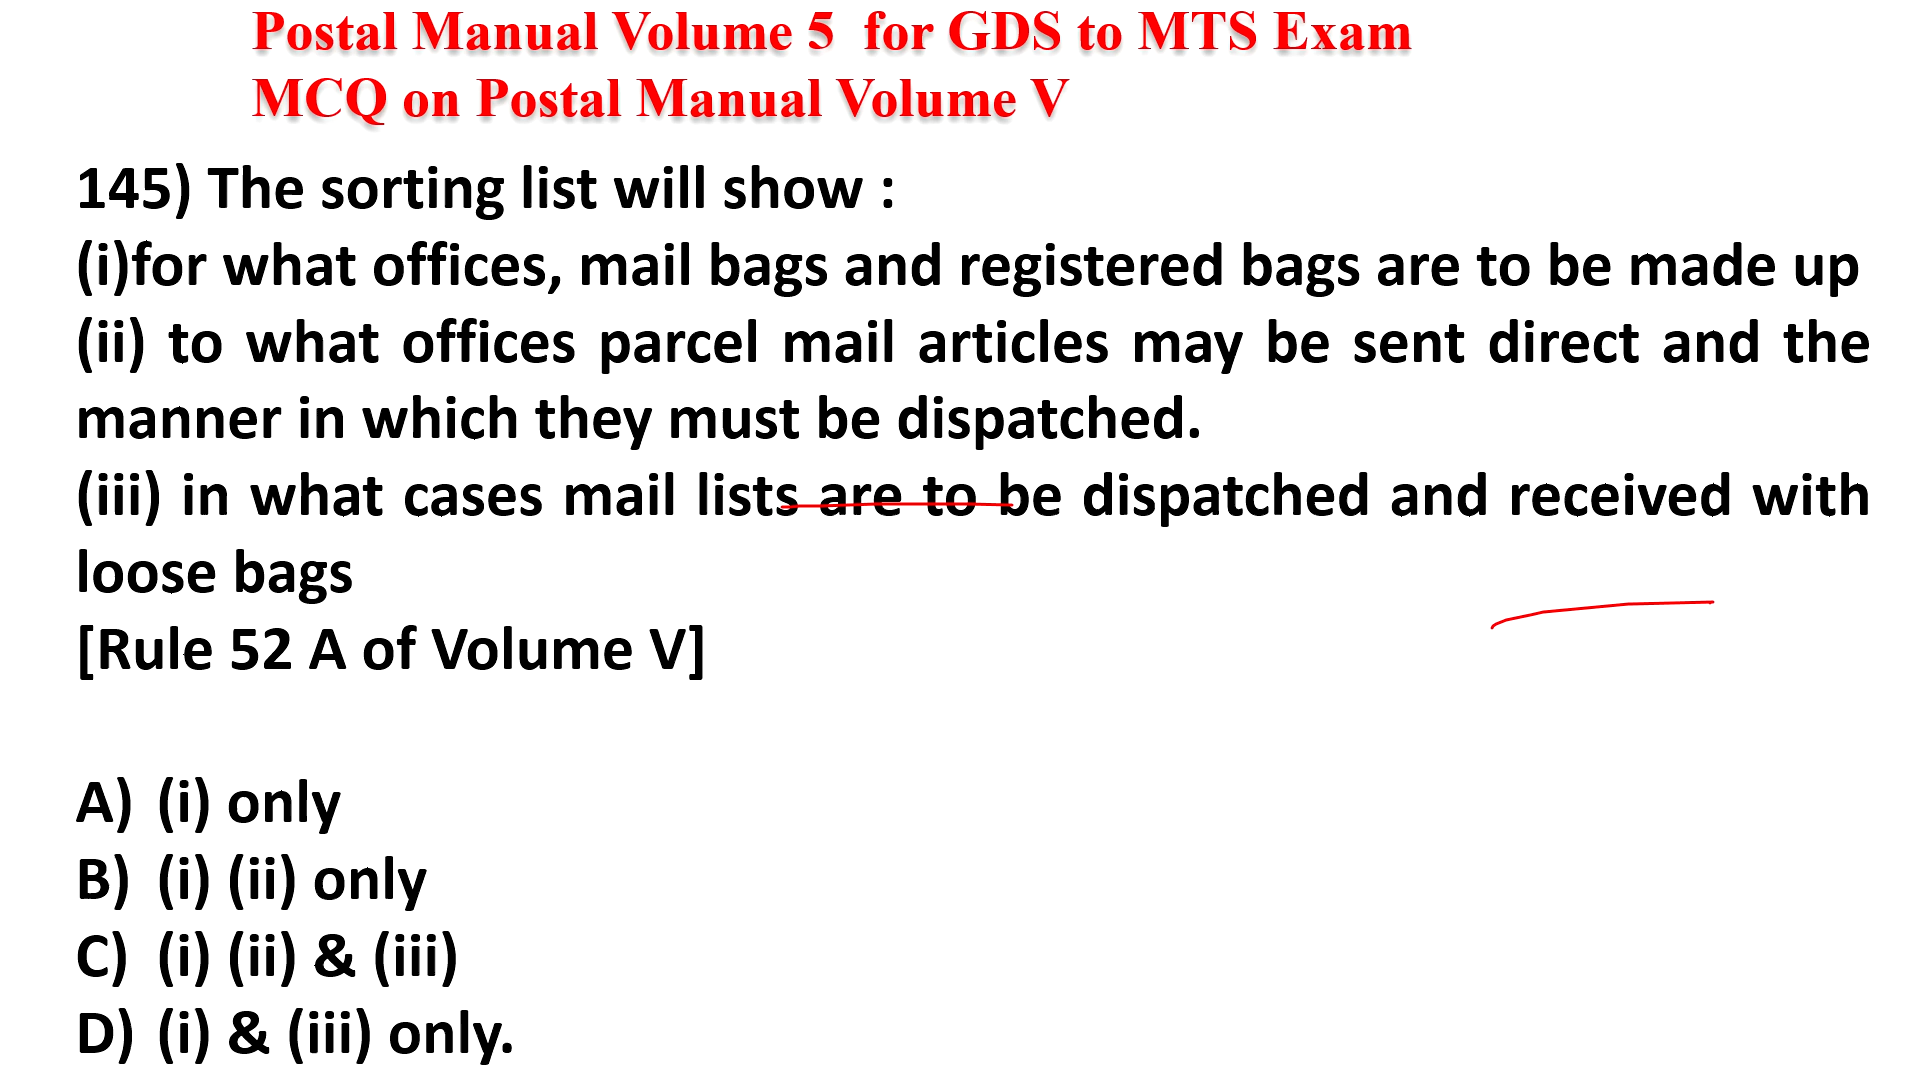 Postal Manual Volume 5 for GDS to MTS Exam
MCQ on Postal Manual Volume V
145) The sorting list will show :
(i)for what offices, mail bags and registered bags are to be made up
(ii) to what offices parcel mail articles may be sent direct and the
manner in which they must be dispatched.
(iii) in what cases mail lists are to be dispatched and received with
loose bags
[Rule 52 A of Volume V]
A) (i) only
B) (i) (ii) only
C) (i) (ii) & (iii)
D) (i) & (iii) only.